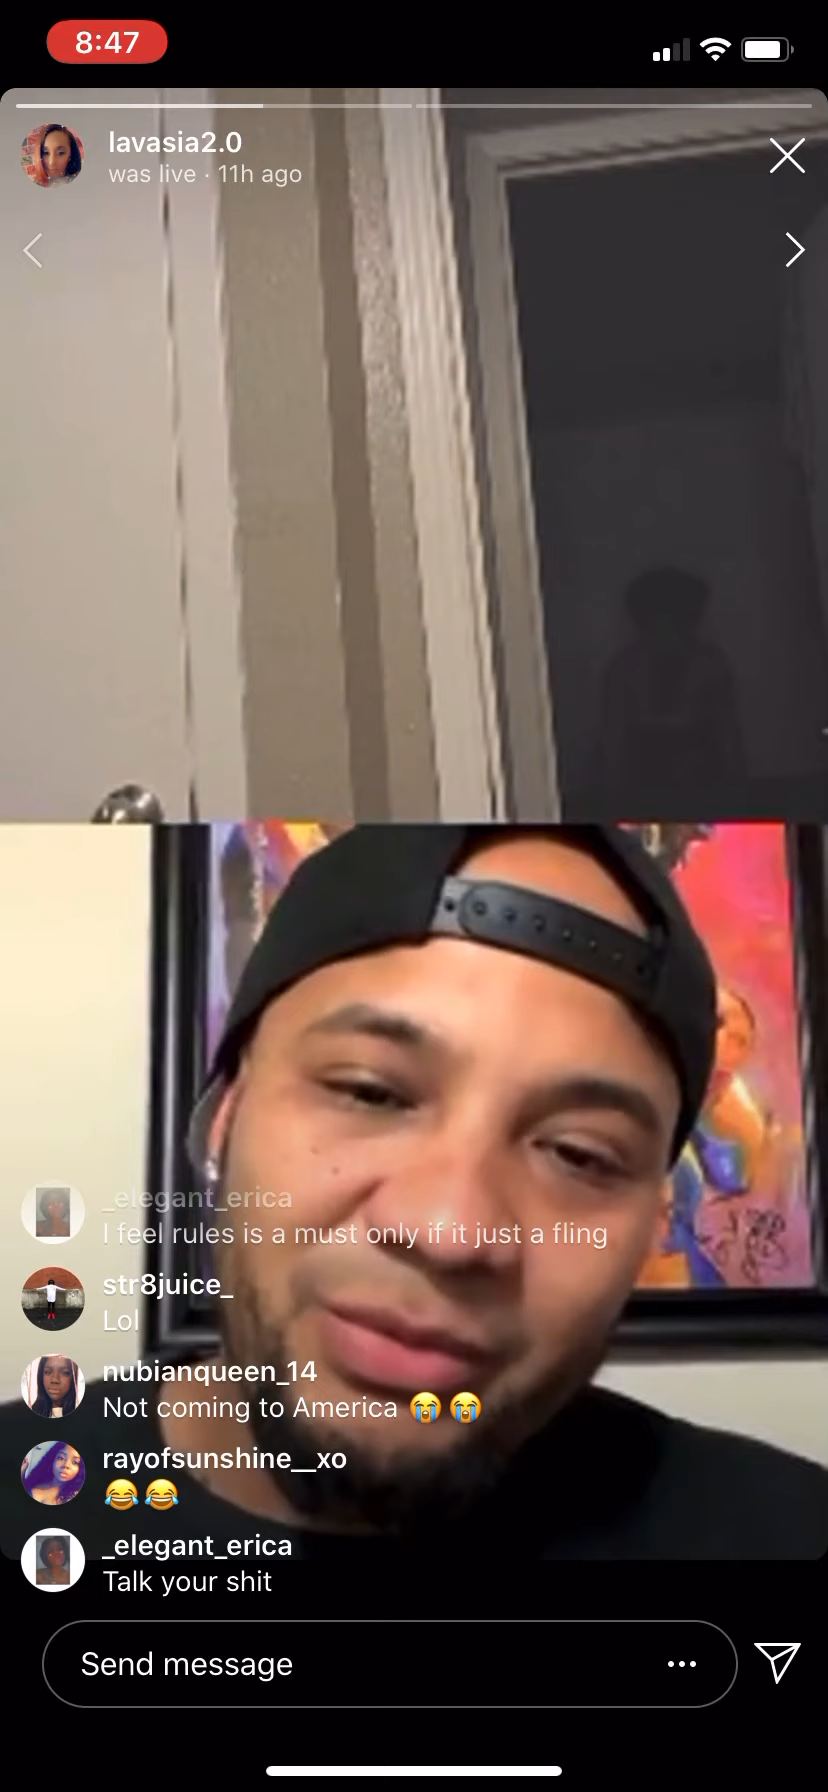 8:47
lavasia2.0
was live · 11h ago
_elegant_erica
I feel rules is a must only if it just a fling
str8juice_
Lol
nubianqueen_14
Not coming to America 😭😭
rayofsunshine__xo
😂😂
_elegant_erica
Talk your shit
Send message